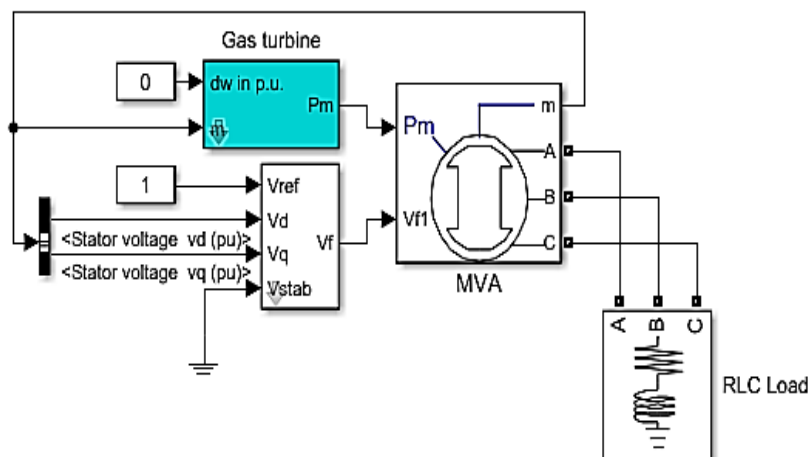 Gas turbine
0
dw in p.u.
Pm
m
Pm
m
A
B
C
Vf1
MVA
1
Vref
Vd
Vq
Vstab
Vf
<Stator voltage vd (pu)>
<Stator voltage vq (pu)>
A
B
C
RLC Load